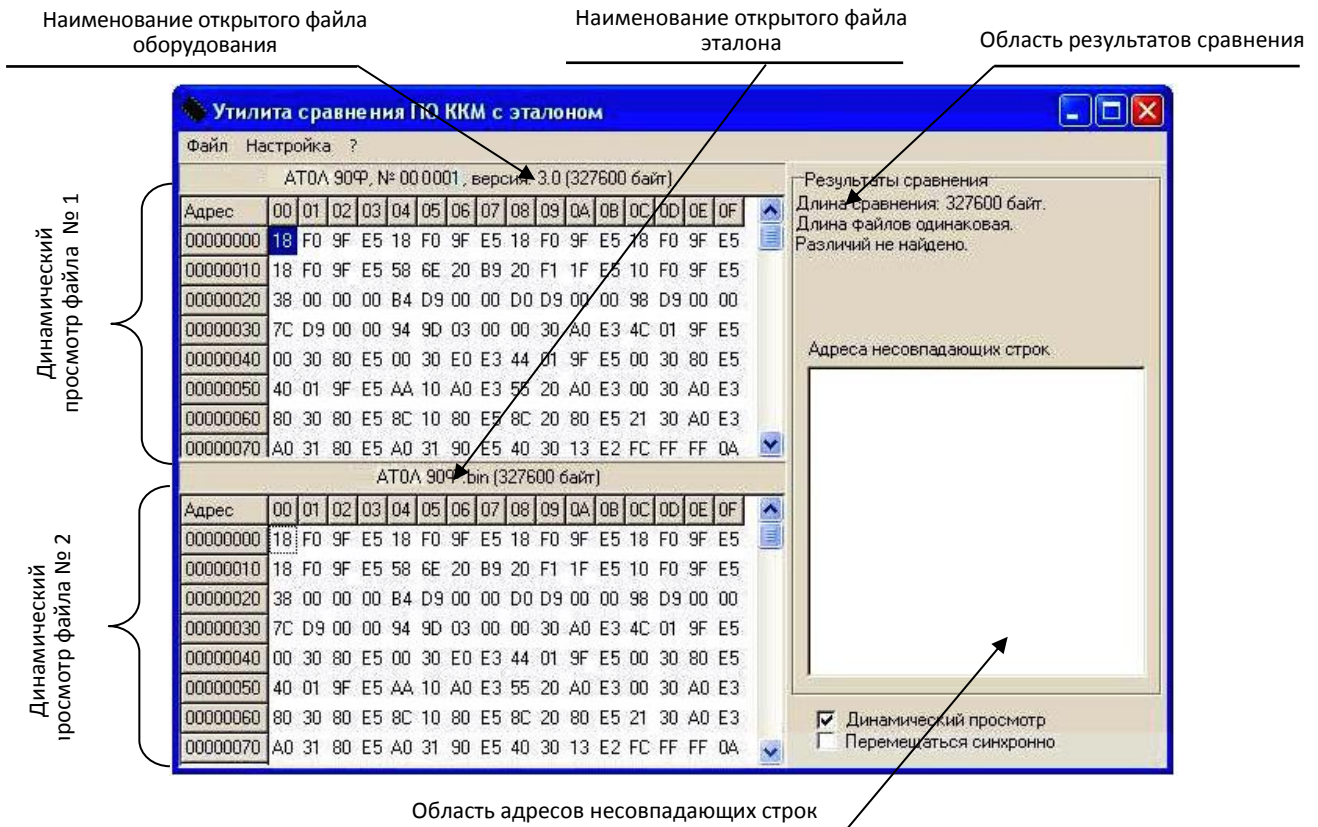 Наименование открытого файла
оборудования
Наименование открытого файла
эталона
Область результатов сравнения
Утилита сравнения ПО ККМ с эталоном
Файл Настройка ?
АТОЛ 90Ф, № 000001, версия: 3.0 (327600 байт)
Динамический
просмотр файла № 1
Адрес 00 01 02 03 04 05 06 07 08 09 0A 0B 0C 0D 0E 0F
00000000 18 F0 9F E5 18 F0 9F E5 18 F0 9F E5 18 F0 9F E5
00000010 18 F0 9F E5 58 6E 20 B9 20 F1 1F E5 10 F0 9F E5
00000020 38 00 00 00 B4 D9 00 00 D0 D9 00 00 98 D9 00 00
00000030 7C D9 00 00 94 9D 03 00 00 30 A0 E3 4C 01 9F E5
00000040 00 30 80 E5 00 30 E0 E3 44 01 9F E5 00 30 80 E5
00000050 40 01 9F E5 AA 10 A0 E3 55 20 A0 E3 00 30 A0 E3
00000060 80 30 80 E5 8C 10 80 E5 8C 20 80 E5 21 30 A0 E3
00000070 A0 31 80 E5 A0 31 90 E5 40 30 13 E2 FC FF FF 0A
АТОЛ 90Ф.bin (327600 байт)
Динамический
просмотр файла № 2
Адрес 00 01 02 03 04 05 06 07 08 09 0A 0B 0C 0D 0E 0F
00000000 18 F0 9F E5 18 F0 9F E5 18 F0 9F E5 18 F0 9F E5
00000010 18 F0 9F E5 58 6E 20 B9 20 F1 1F E5 10 F0 9F E5
00000020 38 00 00 00 B4 D9 00 00 D0 D9 00 00 98 D9 00 00
00000030 7C D9 00 00 94 9D 03 00 00 30 A0 E3 4C 01 9F E5
00000040 00 30 80 E5 00 30 E0 E3 44 01 9F E5 00 30 80 E5
00000050 40 01 9F E5 AA 10 A0 E3 55 20 A0 E3 00 30 A0 E3
00000060 80 30 80 E5 8C 10 80 E5 8C 20 80 E5 21 30 A0 E3
00000070 A0 31 80 E5 A0 31 90 E5 40 30 13 E2 FC FF FF 0A
Результаты сравнения
Длина сравнения: 327600 байт.
Длина файлов одинаковая.
Различий не найдено.
Адреса несовпадающих строк
Динамический просмотр
Перемещаться синхронно
Область адресов несовпадающих строк